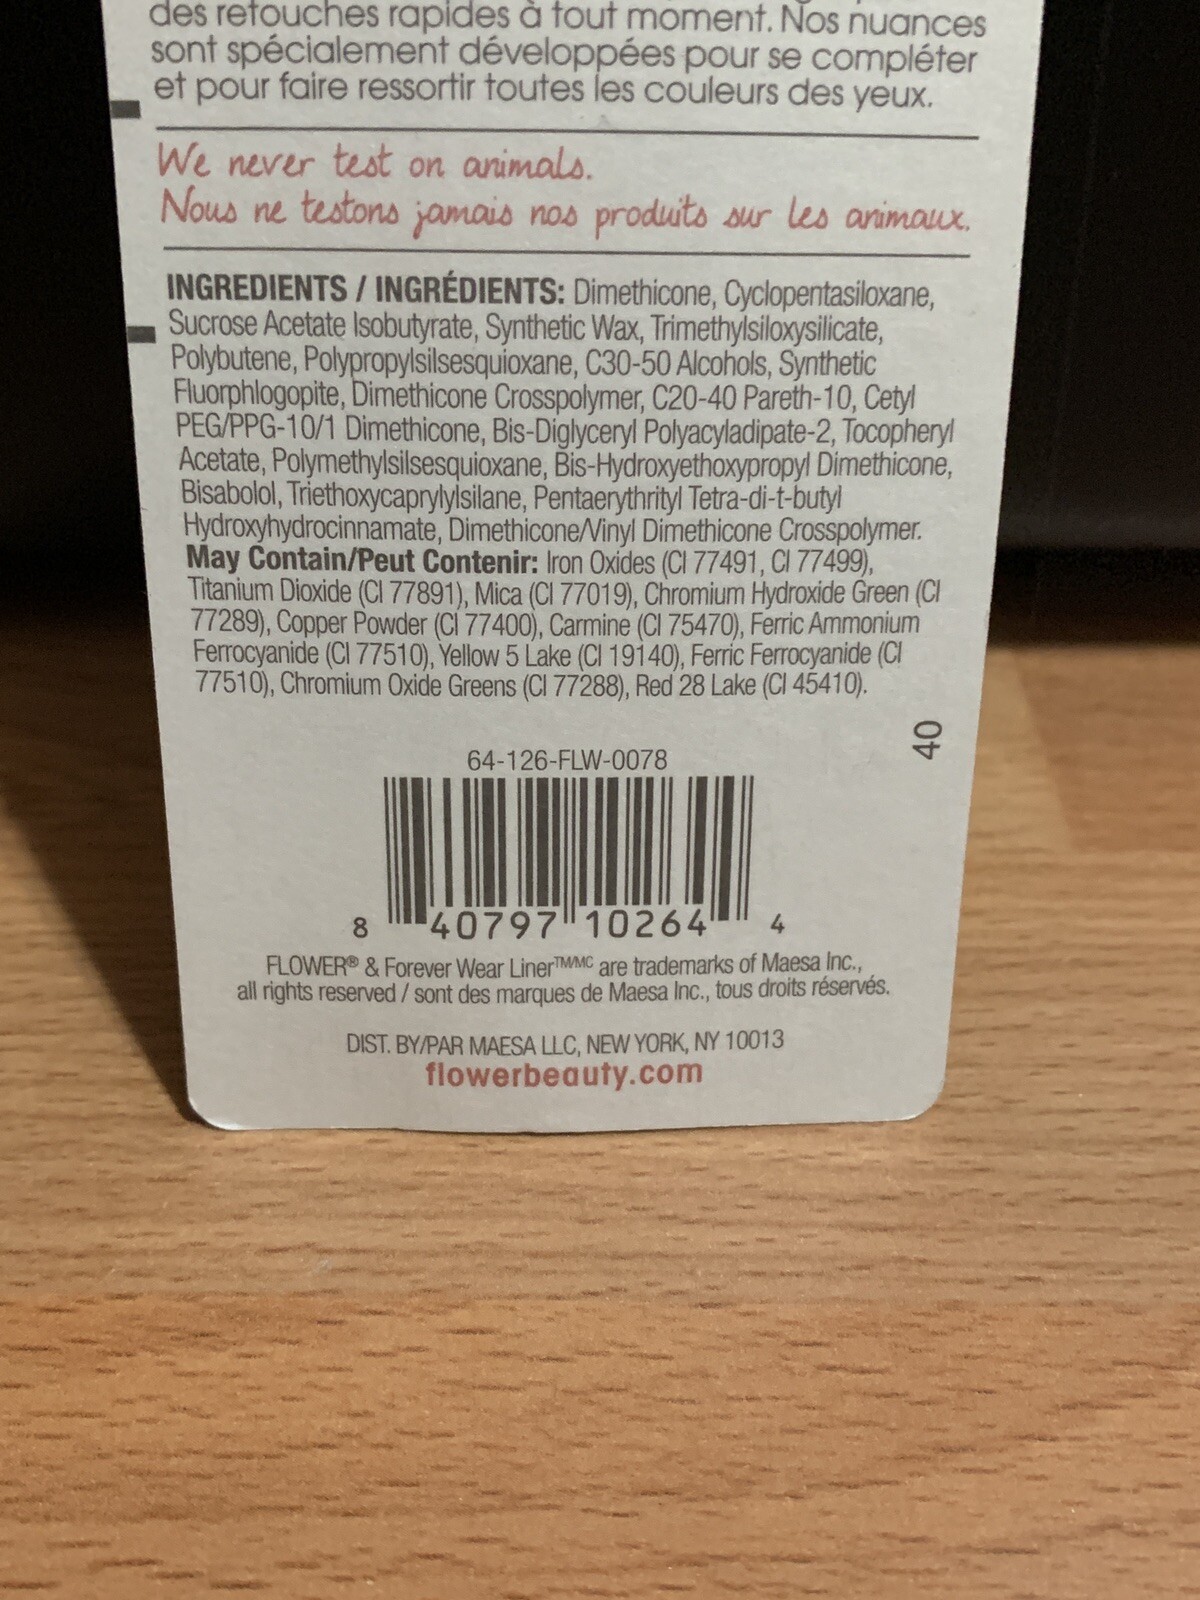 des retouches rapides à tout moment. Nos nuances
sont spécialement développées pour se compléter
et pour faire ressortir toutes les couleurs des yeux.
We never test on animals.
Nous ne testons jamais nos produits sur les animaux.
INGREDIENTS / INGRÉDIENTS: Dimethicone, Cyclopentasiloxane,
Sucrose Acetate Isobutyrate, Synthetic Wax, Trimethylsiloxysilicate,
Polybutene, Polypropylsilsesquioxane, C30-50 Alcohols, Synthetic
Fluorphlogopite, Dimethicone Crosspolymer, C20-40 Pareth-10, Cetyl
PEG/PPG-10/1 Dimethicone, Bis-Diglyceryl Polyacyladipate-2, Tocopheryl
Acetate, Polymethylsilsesquioxane, Bis-Hydroxyethoxypropyl Dimethicone,
Bisabolol, Triethoxycaprylylsilane, Pentaerythrityl Tetra-di-t-butyl
Hydroxyhydrocinnamate, Dimethicone/Vinyl Dimethicone Crosspolymer.
May Contain/Peut Contenir: Iron Oxides (CI 77491, CI 77499),
Titanium Dioxide (CI 77891), Mica (CI 77019), Chromium Hydroxide Green (CI
77289), Copper Powder (CI 77400), Carmine (CI 75470), Ferric Ammonium
Ferrocyanide (CI 77510), Yellow 5 Lake (CI 19140), Ferric Ferrocyanide (CI
77510), Chromium Oxide Greens (CI 77288), Red 28 Lake (CI 45410).
40
64-126-FLW-0078
8 40797 10264 4
FLOWER® & Forever Wear Liner™/MC are trademarks of Maesa Inc.,
all rights reserved / sont des marques de Maesa Inc., tous droits réservés.
DIST. BY/PAR MAESA LLC, NEW YORK, NY 10013
flowerbeauty.com